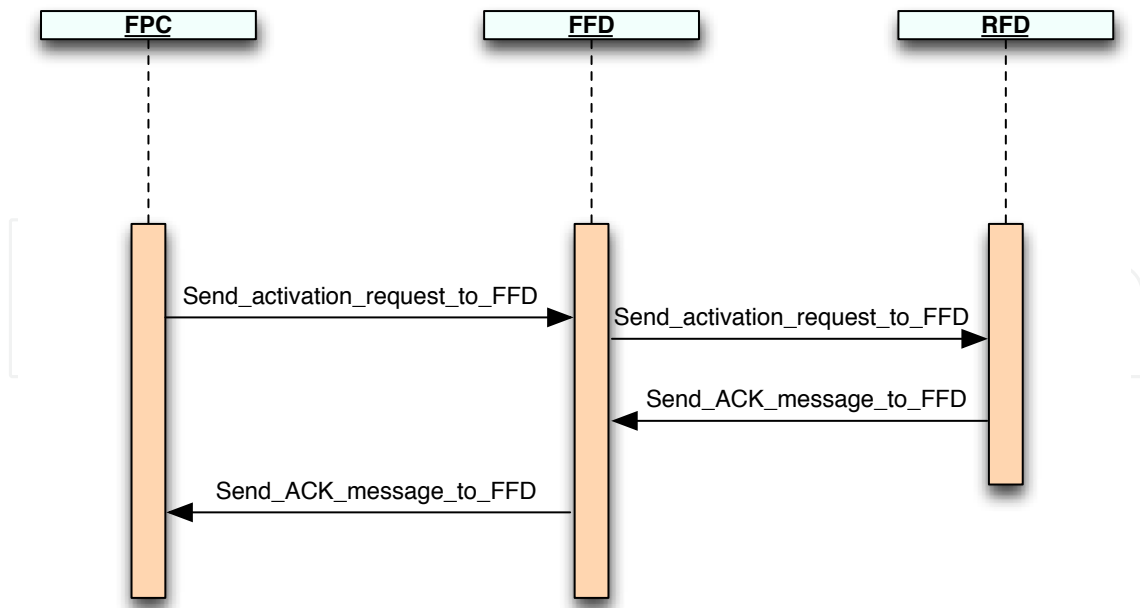 FPC
FFD
RFD
Send_activation_request_to_FFD
Send_activation_request_to_FFD
Send_ACK_message_to_FFD
Send_ACK_message_to_FFD